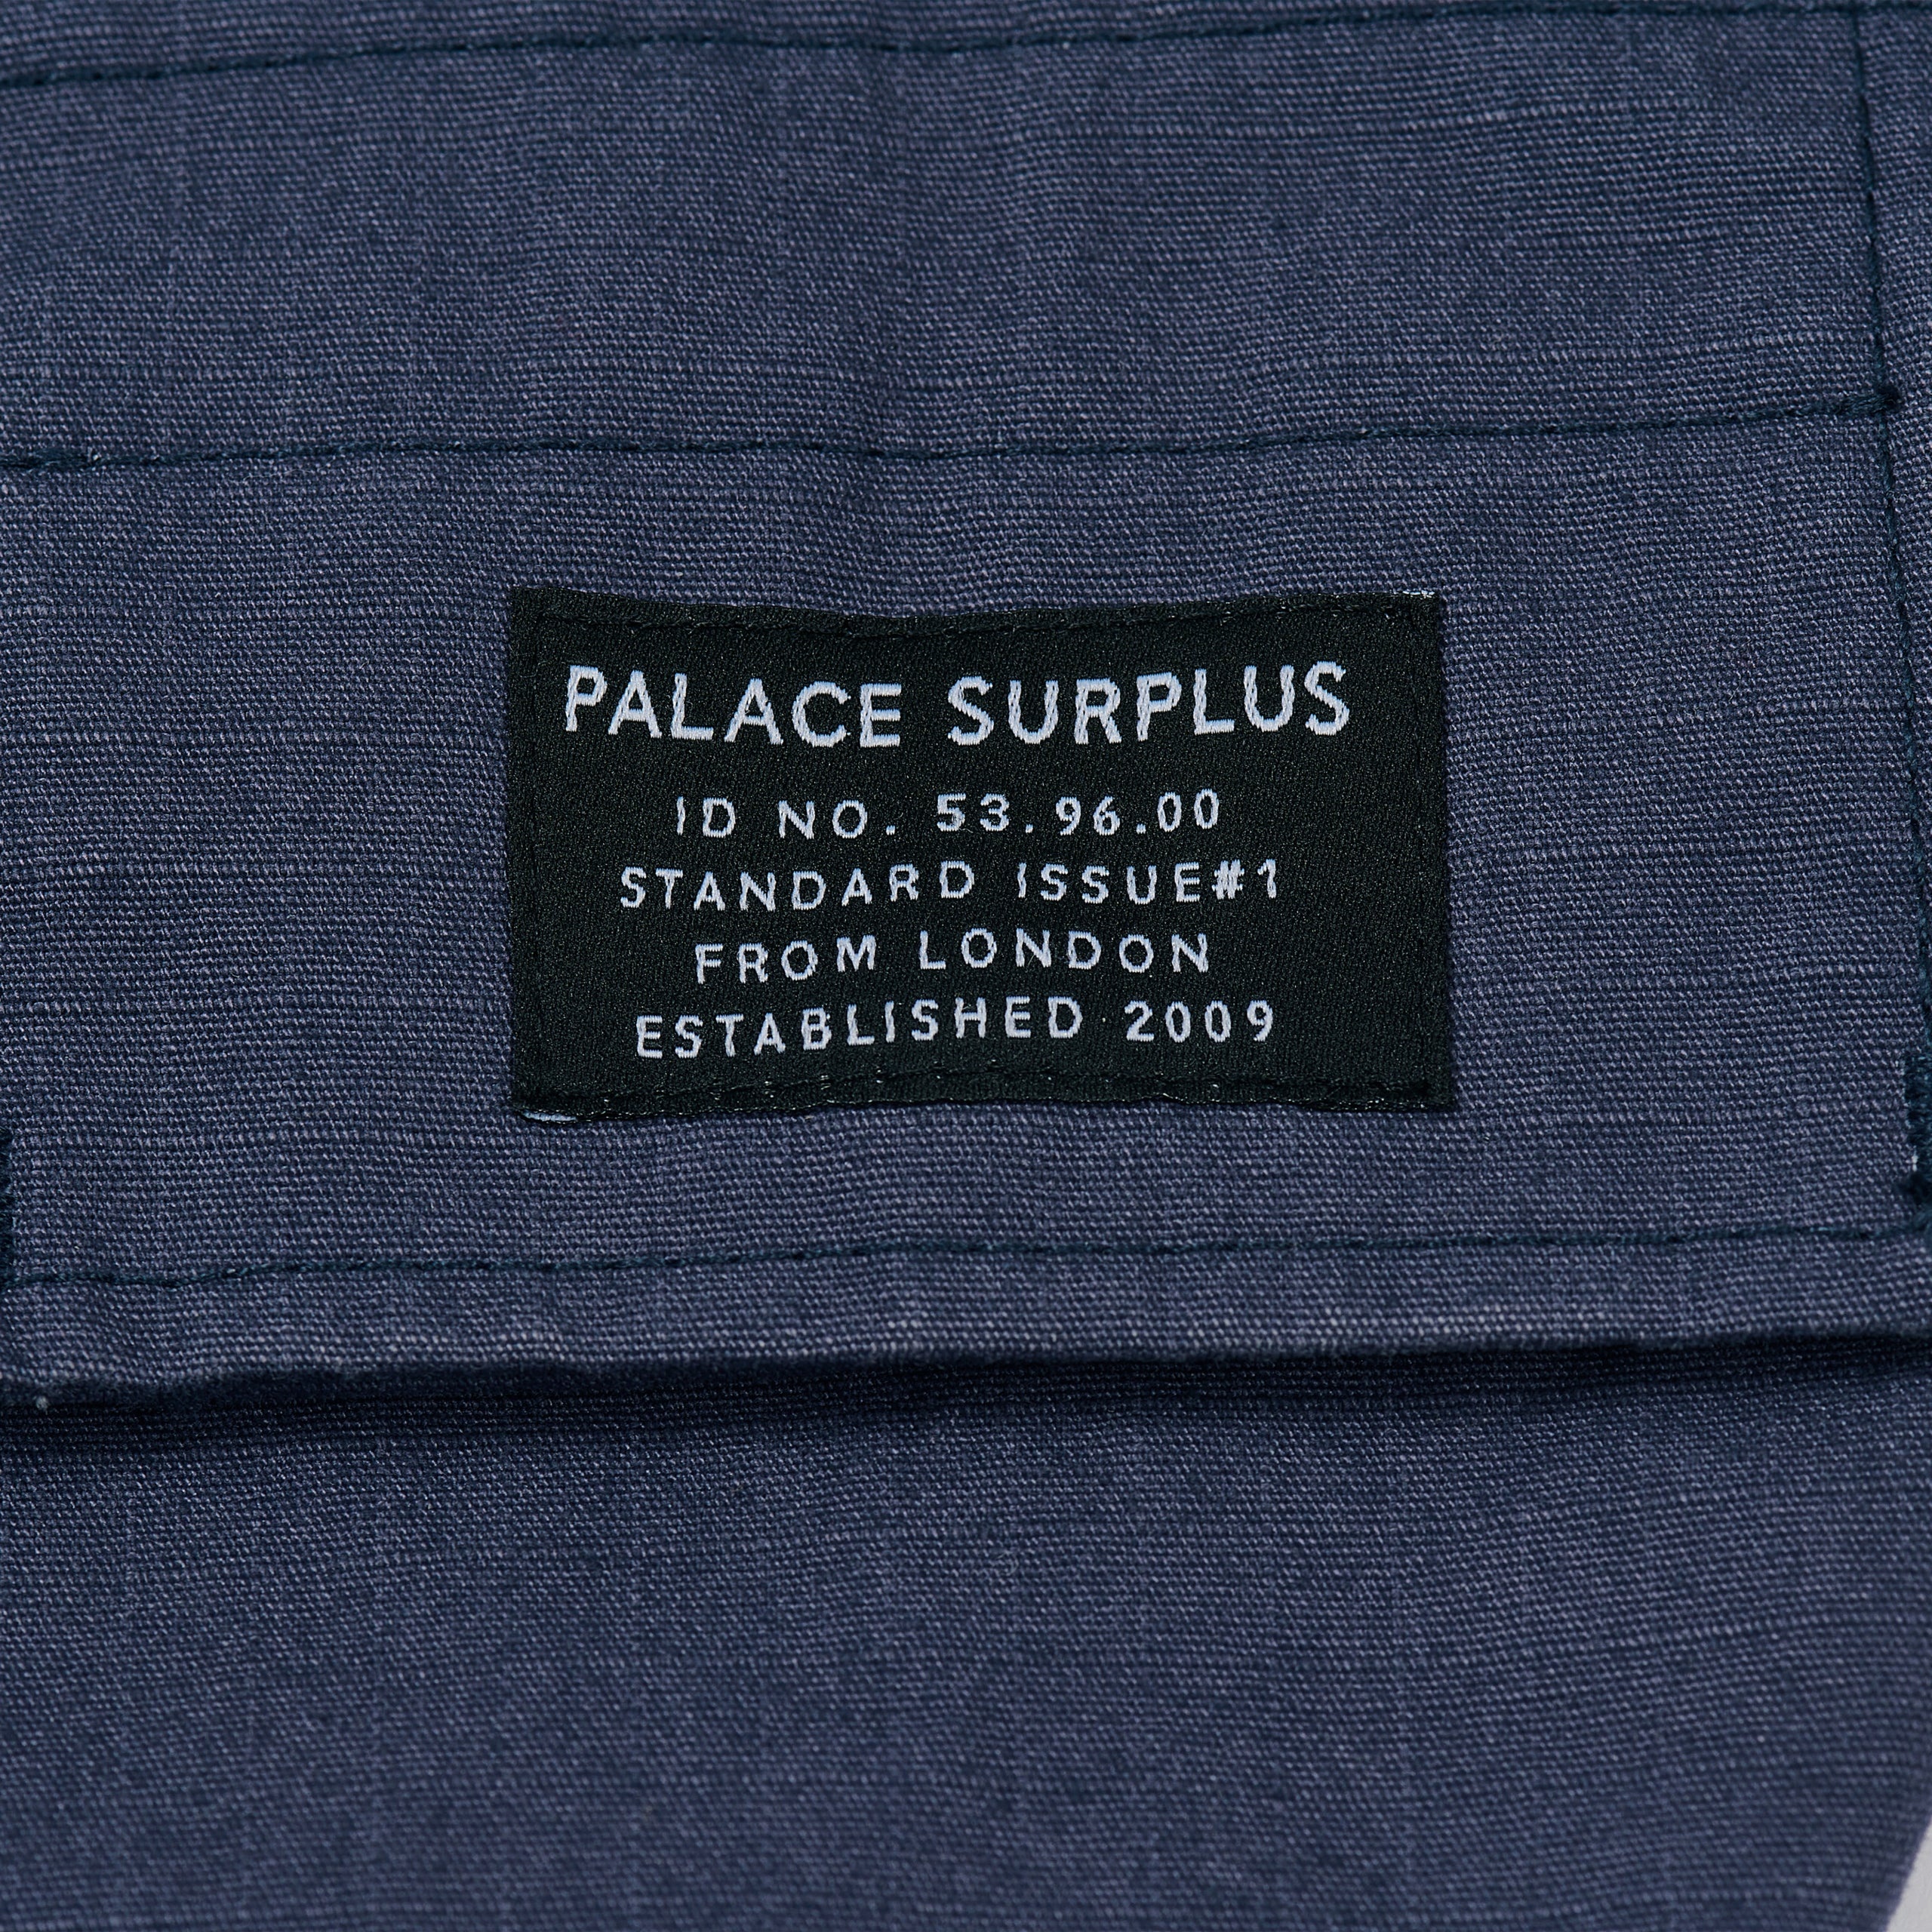 PALACE SURPLUS
ID NO. 53.96.00
STANDARD ISSUE#1
FROM LONDON
ESTABLISHED 2009